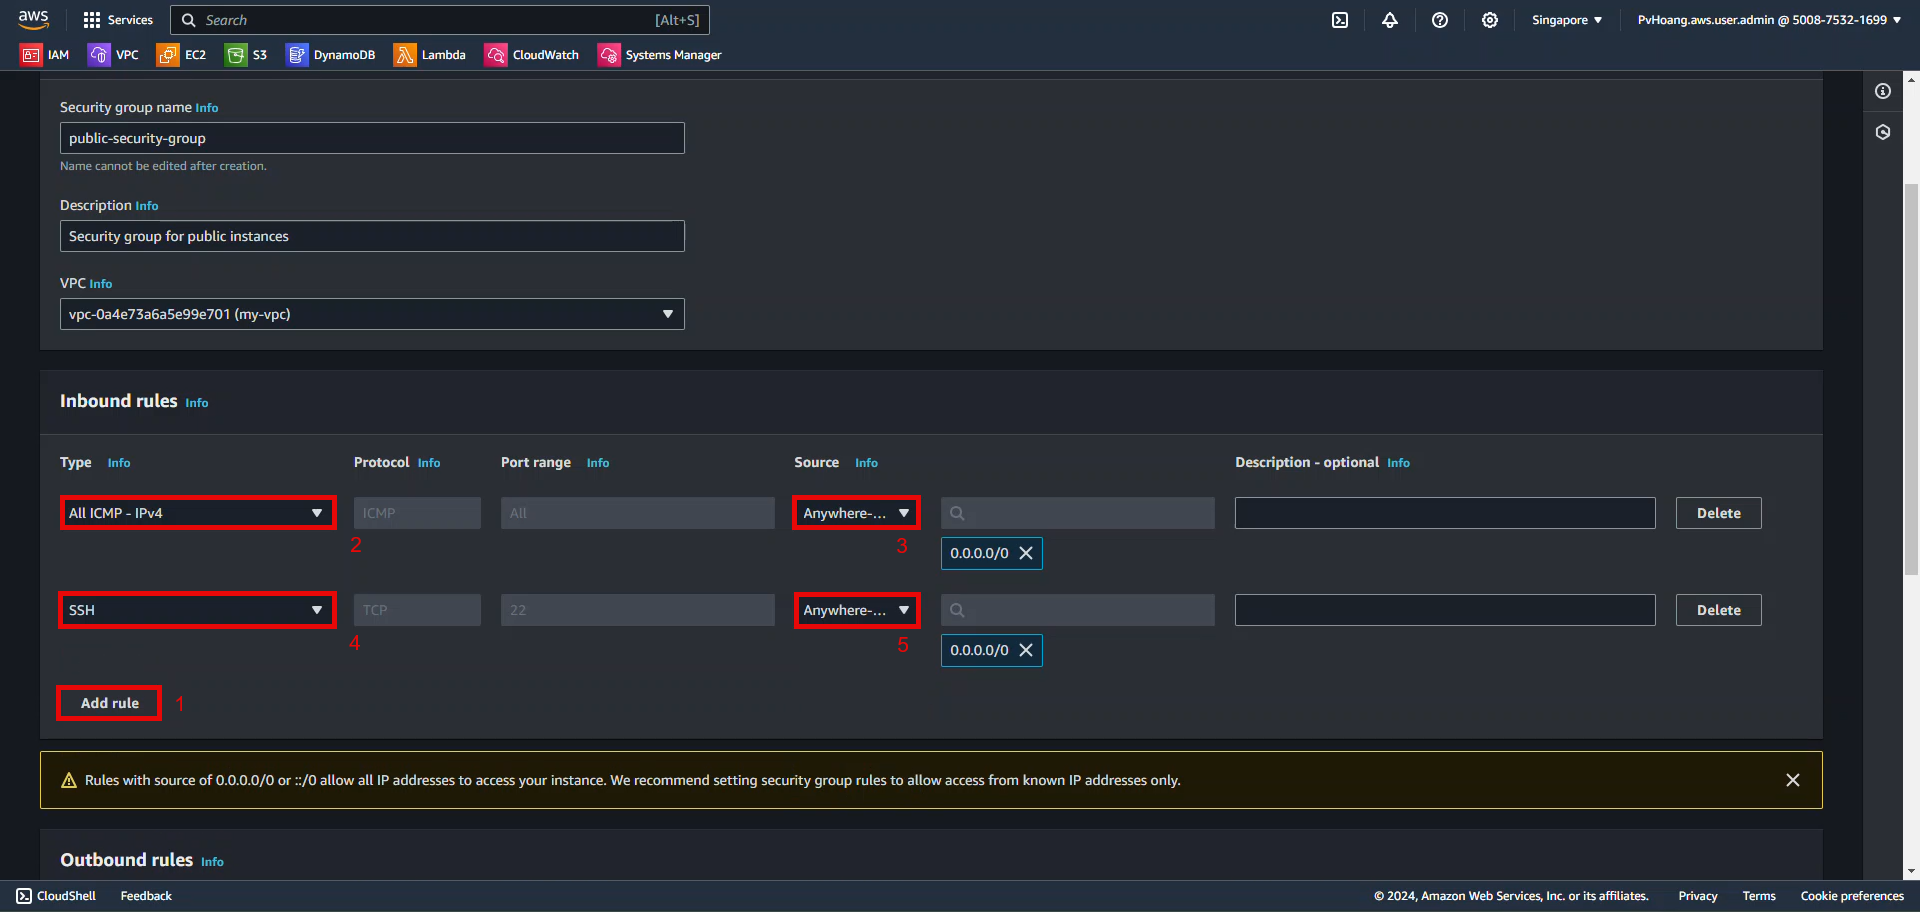 aws Services Search [Alt+S] Singapore PvHoang.aws.user.admin @ 5008-7532-1699
IAM VPC EC2 S3 DynamoDB Lambda CloudWatch Systems Manager
Security group name Info
public-security-group
Name cannot be edited after creation.
Description Info
Security group for public instances
VPC Info
vpc-0a4e73a6a5e99e701 (my-vpc)
Inbound rules Info
Type Info Protocol Info Port range Info Source Info Description - optional Info
All ICMP - IPv4 ICMP All Anywhere-... Delete
2 3
0.0.0.0/0
SSH TCP 22 Anywhere-... Delete
4 5
0.0.0.0/0
Add rule 1
Rules with source of 0.0.0.0/0 or ::/0 allow all IP addresses to access your instance. We recommend setting security group rules to allow access from known IP addresses only.
Outbound rules Info
CloudShell Feedback © 2024, Amazon Web Services, Inc. or its affiliates. Privacy Terms Cookie preferences